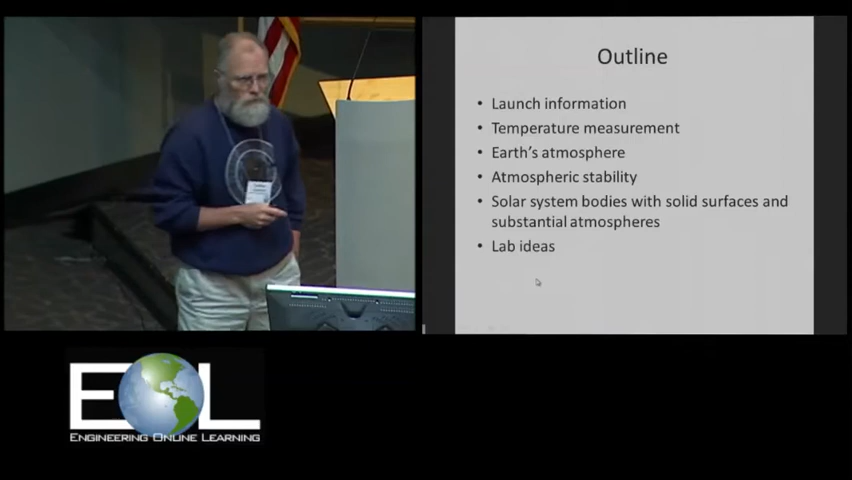 Outline
• Launch information
• Temperature measurement
• Earth's atmosphere
• Atmospheric stability
• Solar system bodies with solid surfaces and
substantial atmospheres
• Lab ideas
EOL
ENGINEERING ONLINE LEARNING